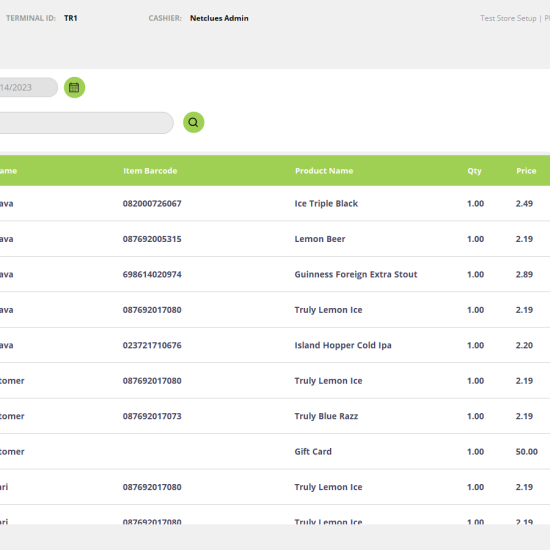 TERMINAL ID: TR1 CASHIER: Netclues Admin Test Store Setup |
14/2023
ame Item Barcode Product Name Qty Price
ava 082000726067 Ice Triple Black 1.00 2.49
ava 087692005315 Lemon Beer 1.00 2.19
ava 698614020974 Guinness Foreign Extra Stout 1.00 2.89
ava 087692017080 Truly Lemon Ice 1.00 2.19
ava 023721710676 Island Hopper Cold Ipa 1.00 2.20
tomer 087692017080 Truly Lemon Ice 1.00 2.19
tomer 087692017073 Truly Blue Razz 1.00 2.19
tomer Gift Card 1.00 50.00
ari 087692017080 Truly Lemon Ice 1.00 2.19
ari 087692017080 Truly Lemon Ice 1.00 2.19